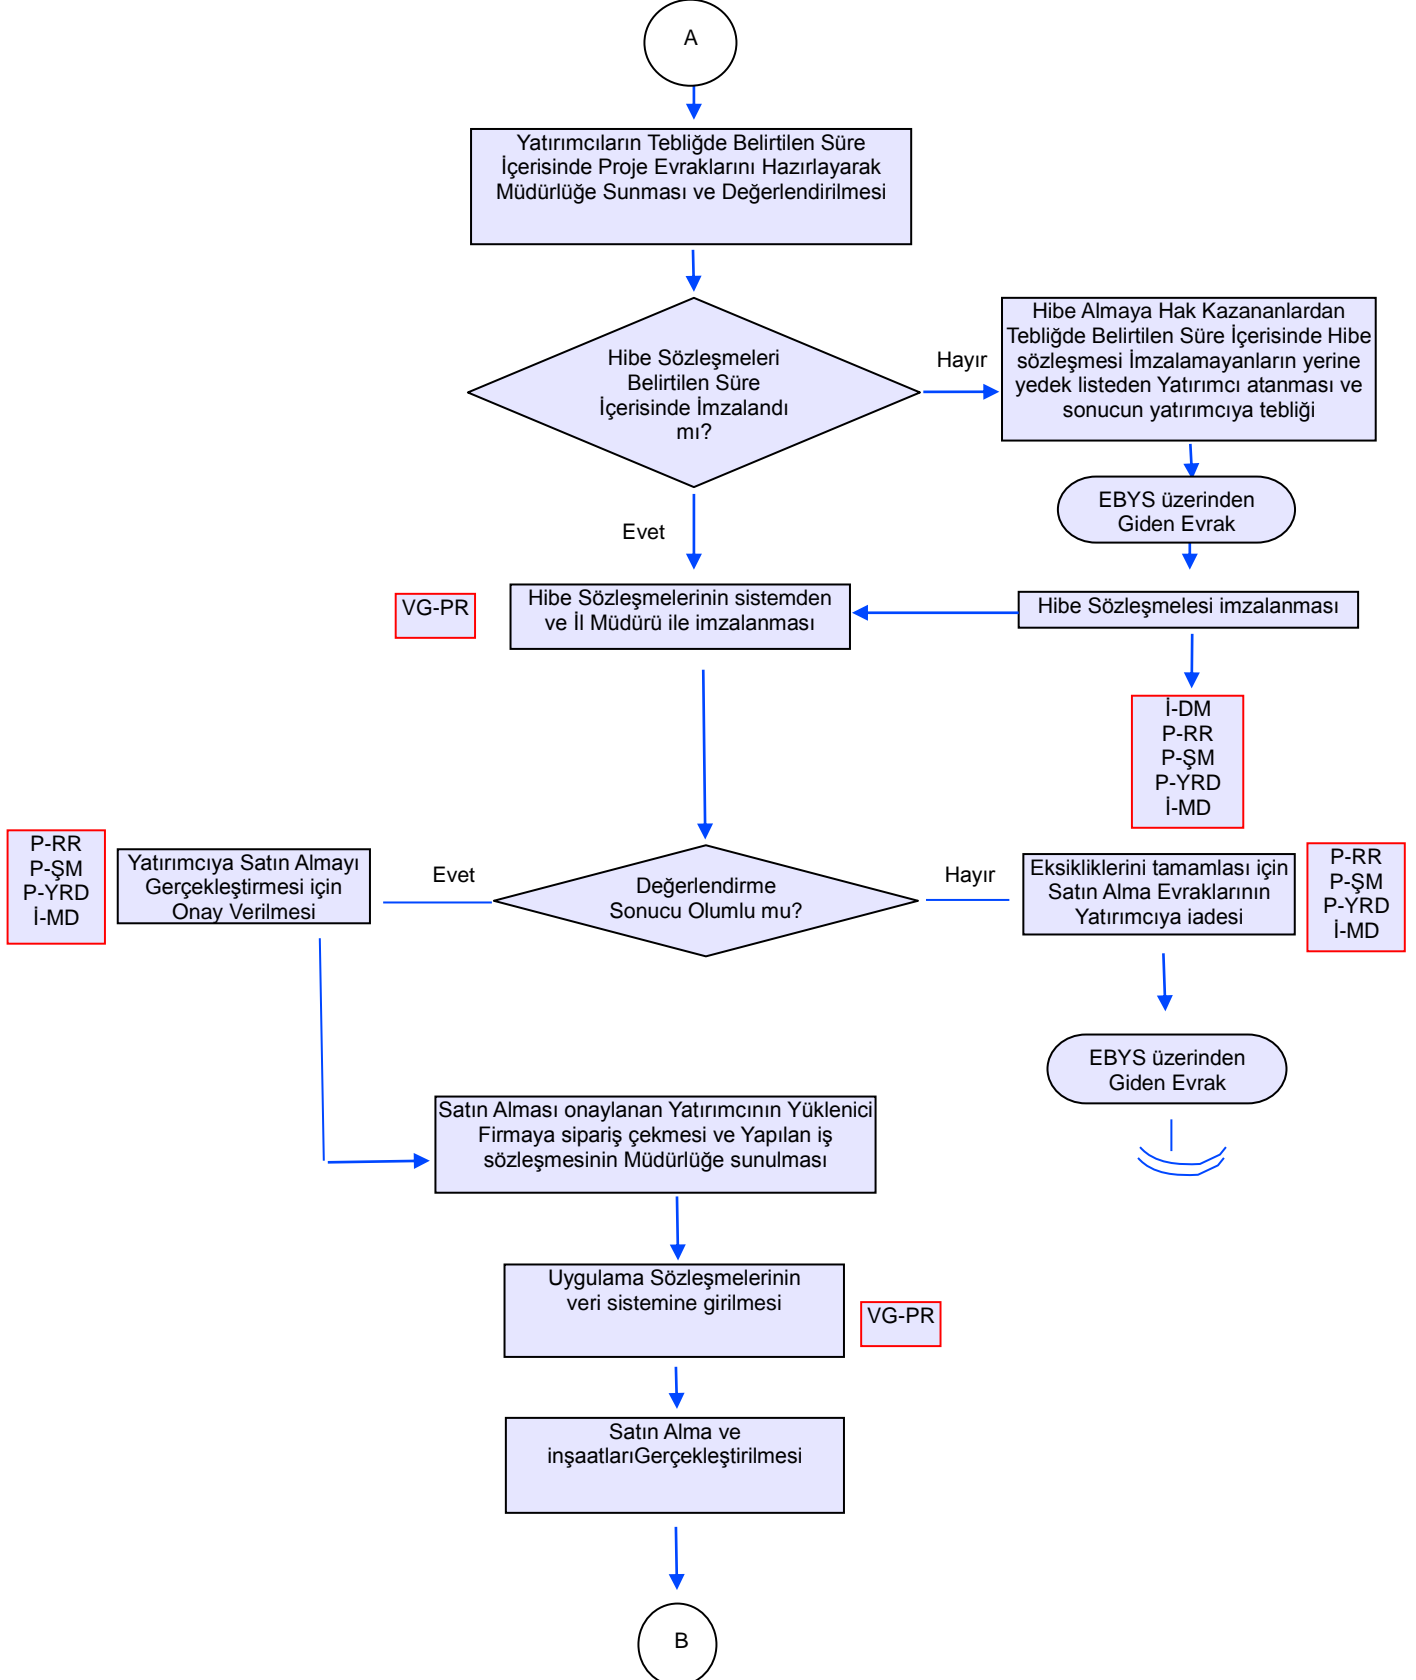 A
Yatırımcıların Tebliğde Belirtilen Süre
İçerisinde Proje Evraklarını Hazırlayarak
Müdürlüğe Sunması ve Değerlendirilmesi
Hibe Sözleşmeleri
Belirtilen Süre
İçerisinde İmzalandı
mı?
Hayır
Hibe Almaya Hak Kazananlardan
Tebliğde Belirtilen Süre İçerisinde Hibe
sözleşmesi İmzalamayanların yerine
yedek listeden Yatırımcı atanması ve
sonucun yatırımcıya tebliği
EBYS üzerinden
Giden Evrak
Evet
VG-PR
Hibe Sözleşmelerinin sistemden
ve İl Müdürü ile imzalanması
Hibe Sözleşmelesi imzalanması
İ-DM
P-RR
P-ŞM
P-YRD
İ-MD
P-RR
P-ŞM
P-YRD
İ-MD
Yatırımcıya Satın Almayı
Gerçekleştirmesi için
Onay Verilmesi
Evet
Değerlendirme
Sonucu Olumlu mu?
Hayır
Eksikliklerini tamamlası için
Satın Alma Evraklarının
Yatırımcıya iadesi
P-RR
P-ŞM
P-YRD
İ-MD
EBYS üzerinden
Giden Evrak
Satın Alması onaylanan Yatırımcının Yüklenici
Firmaya sipariş çekmesi ve Yapılan iş
sözleşmesinin Müdürlüğe sunulması
Uygulama Sözleşmelerinin
veri sistemine girilmesi
VG-PR
Satın Alma ve
inşaatlarıGerçekleştirilmesi
B